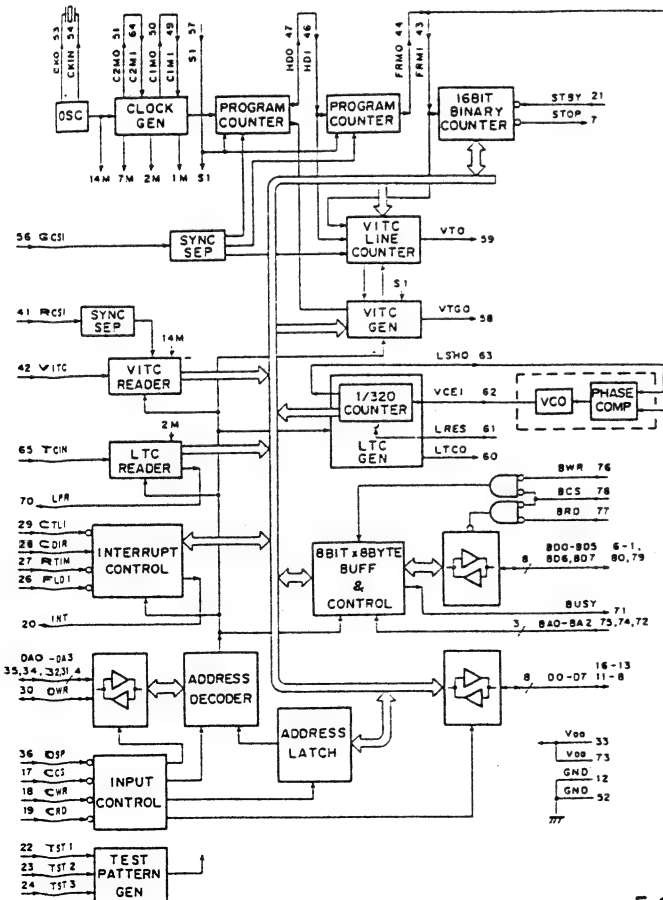 CKO 53
CKIN 54
C2MO 51
C2MI 64
C1MO 50
C1MI 49
S1 57
HDO 47
HDI 46
FRMO 44
FRMI 43
OSC
CLOCK GEN
PROGRAM COUNTER
PROGRAM COUNTER
16BIT BINARY COUNTER
STBY 21
STOP 7
14M 7M 2M 1M S1
56 GCSI
SYNC SEP
VITC LINE COUNTER
VTO 59
S1
41 RCSI
SYNC SEP
VITC GEN
VTGO 58
14M
42 VITC
VITC READER
LSHO 63
1/320 COUNTER
VCEI 62
VCO
PHASE COMP
2M
65 TCIN
LTC READER
LTC GEN
LRES 61
LTCO 60
70 LPR
BWR 76
BCS 78
BRD 77
29 CTLI
28 CDIR
27 RTIM
26 FLDI
INTERRUPT CONTROL
8BIT x 8BYTE BUFF & CONTROL
8 BD0-BD5 6-1,
BD6,BD7 80,79
BUSY 71
20 INT
3 BA0-BA2 75,74,72
DA0-DA3
35,34,32,31 4
30 DWR
ADDRESS DECODER
8 D0-D7 16-13
11-8
ADDRESS LATCH
36 DSP
17 CCS
18 CWR
19 CRD
INPUT CONTROL
VDD 33
VDD 73
GND 12
GND 52
22 TST1
23 TST2
24 TST3
TEST PATTERN GEN